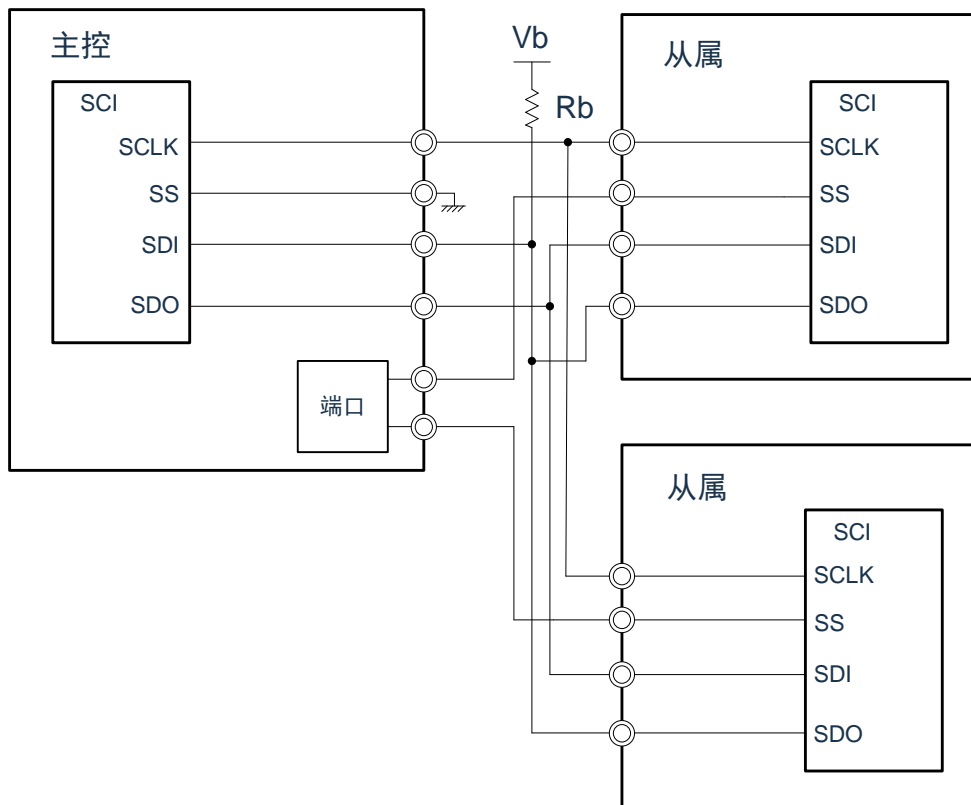 主控
SCI
SCLK
SS
SDI
SDO
端口
Vb
Rb
从属
SCI
SCLK
SS
SDI
SDO
从属
SCI
SCLK
SS
SDI
SDO